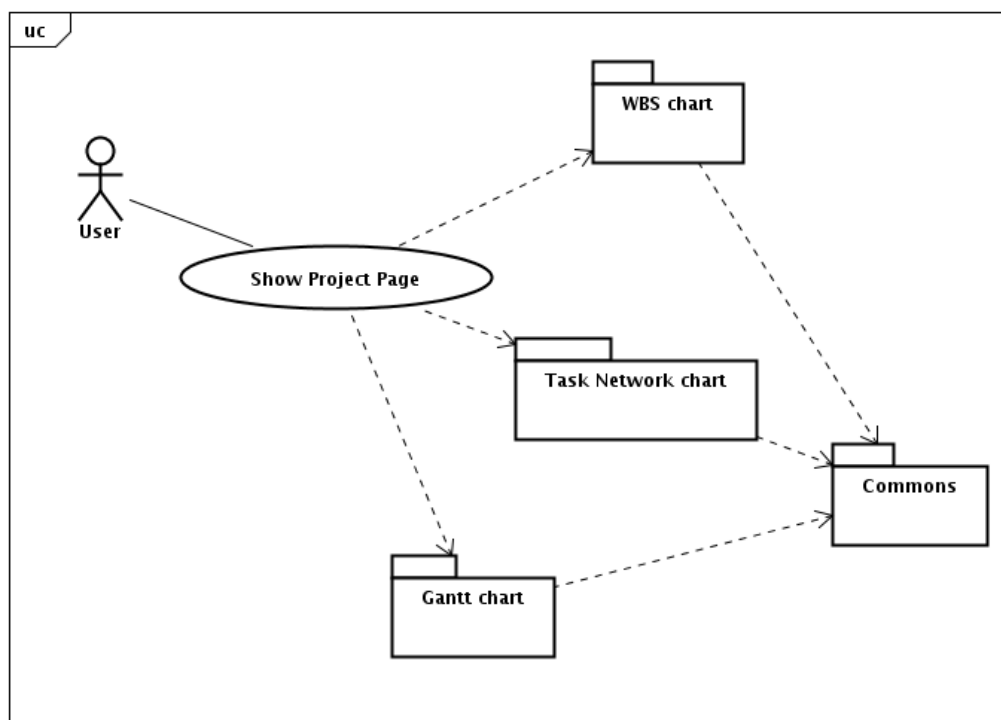 uc
WBS chart
User
Show Project Page
Task Network chart
Commons
Gantt chart